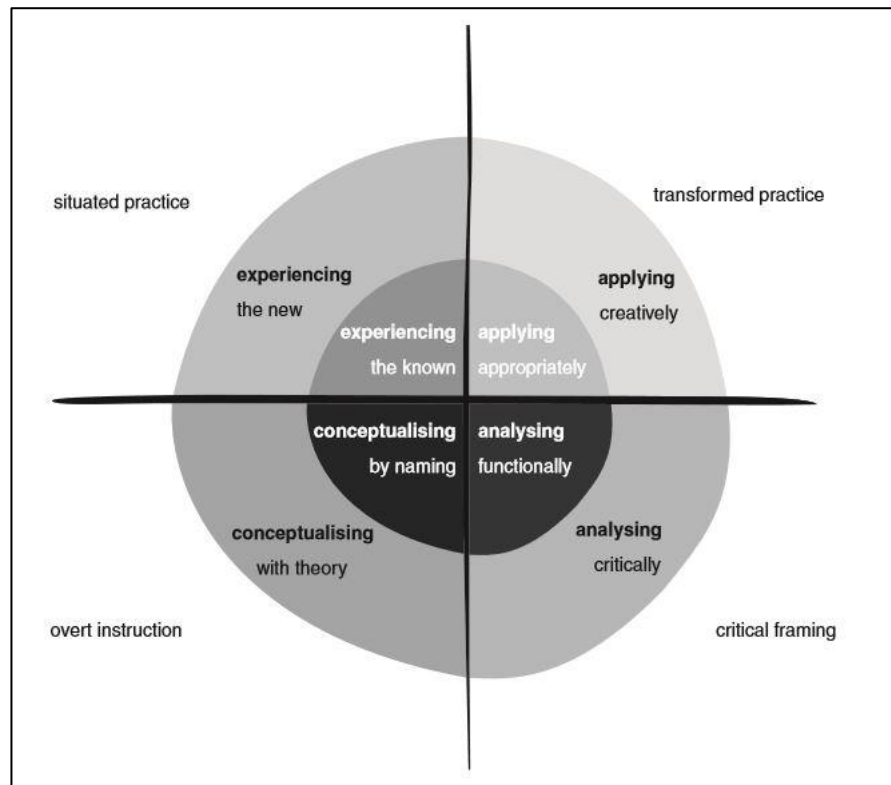 situated practice
transformed practice
experiencing
the new
applying
creatively
experiencing
the known
applying
appropriately
conceptualising
by naming
analysing
functionally
conceptualising
with theory
analysing
critically
overt instruction
critical framing